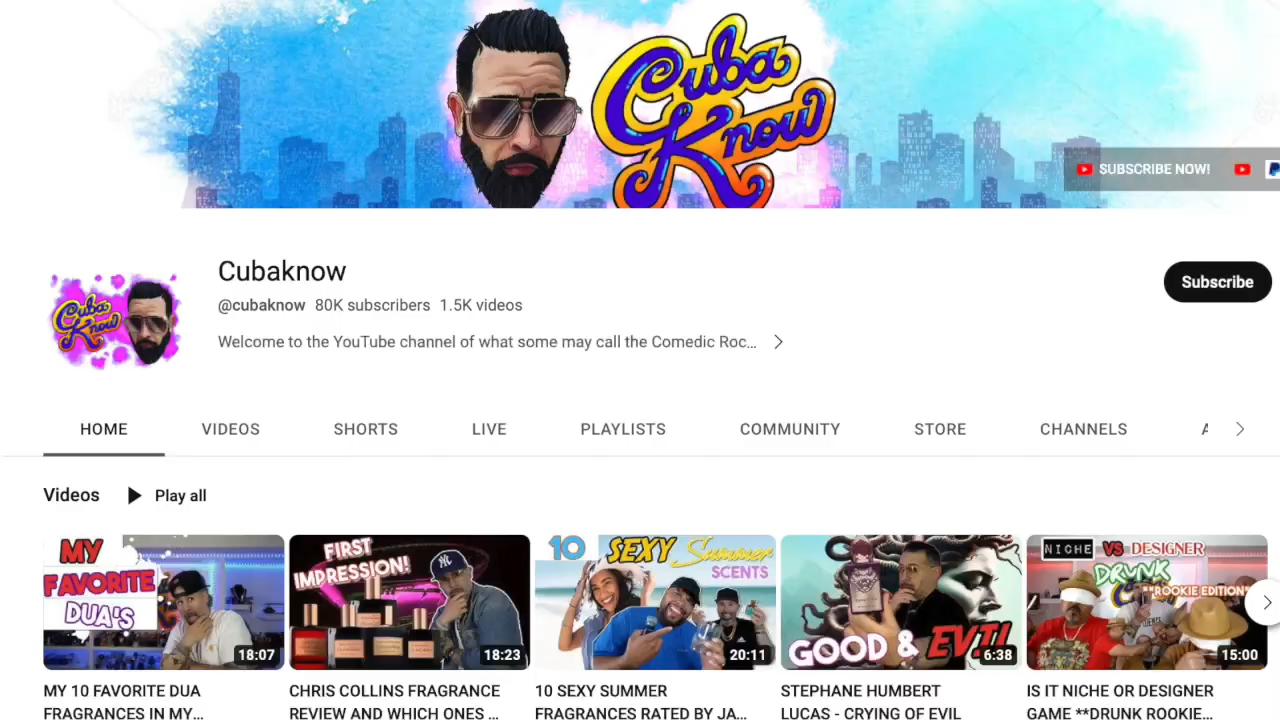 Cuba
Know
SUBSCRIBE NOW!
Cuba
Know
Cubaknow
@cubaknow 80K subscribers 1.5K videos
Welcome to the YouTube channel of what some may call the Comedic Roc...
Subscribe
HOME VIDEOS SHORTS LIVE PLAYLISTS COMMUNITY STORE CHANNELS
Videos Play all
MY
FAVORITE
DUA'S
18:07
FIRST
IMPRESSION!
NY
18:23
10 SEXY Summer
SCENTS
20:11
GOOD & EVIL
6:38
NICHE VS DESIGNER
DRUNK
**ROOKIE EDITION
15:00
MY 10 FAVORITE DUA
FRAGRANCES IN MY...
CHRIS COLLINS FRAGRANCE
REVIEW AND WHICH ONES ...
10 SEXY SUMMER
FRAGRANCES RATED BY JA...
STEPHANE HUMBERT
LUCAS - CRYING OF EVIL
IS IT NICHE OR DESIGNER
GAME **DRUNK ROOKIE...